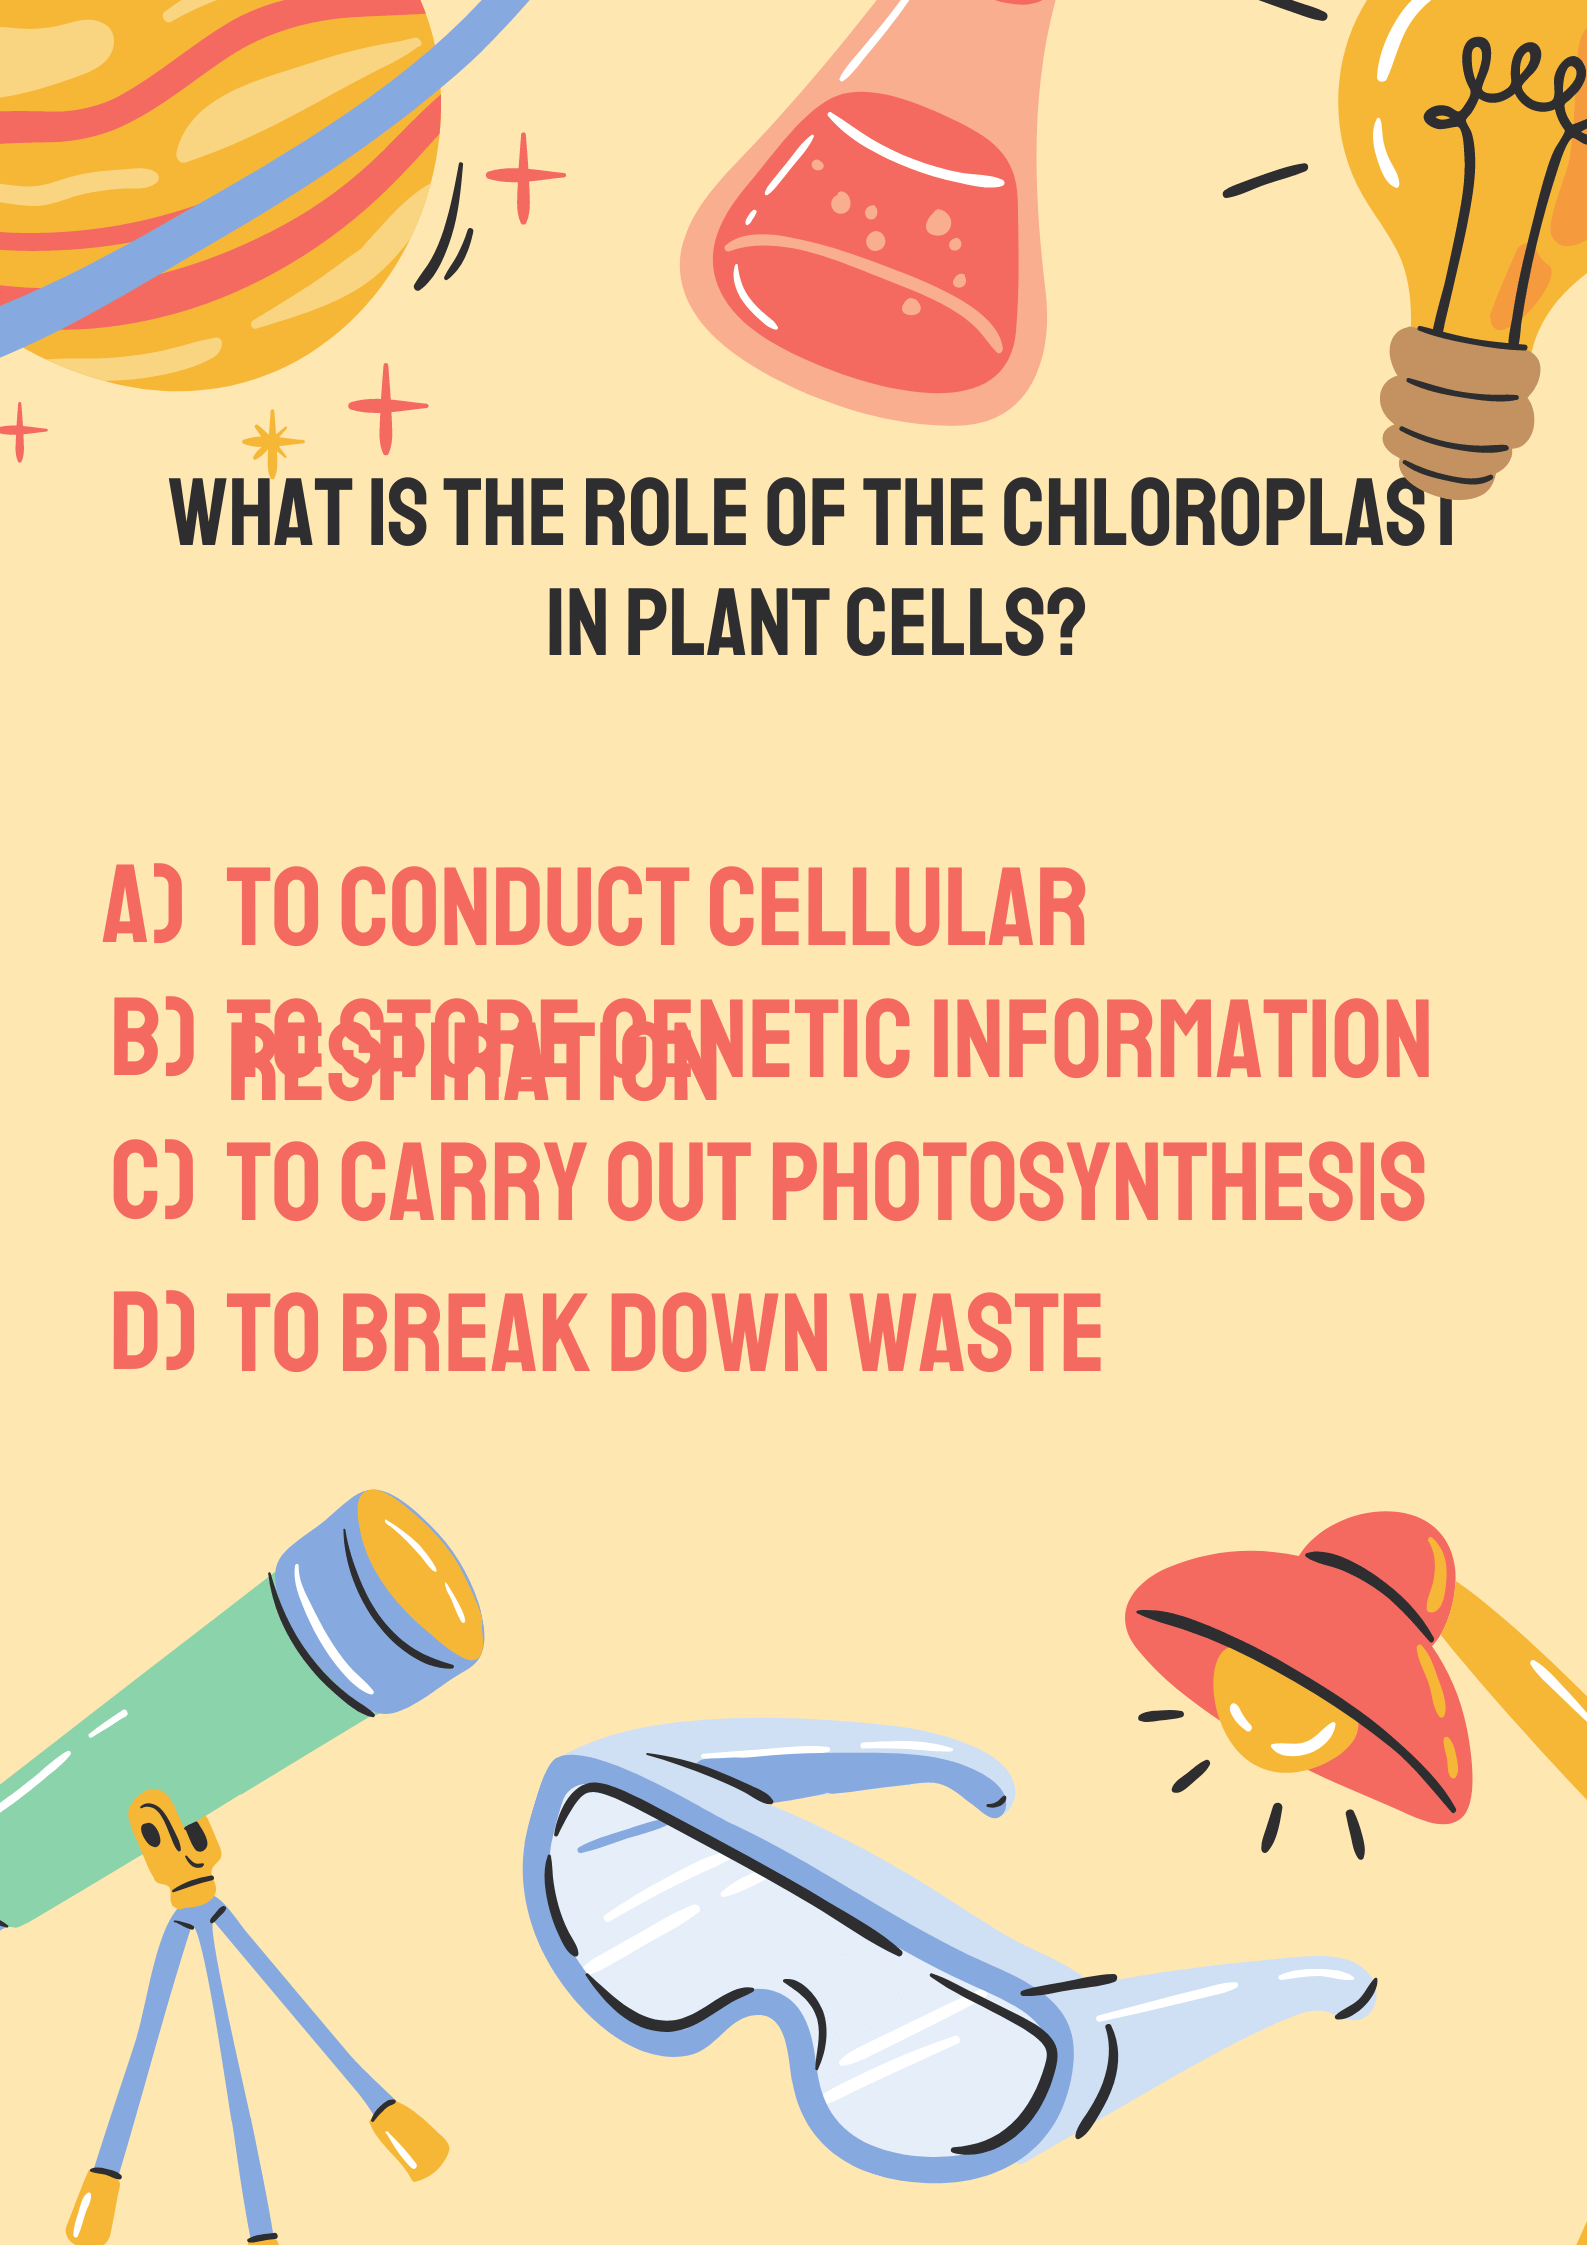 WHAT IS THE ROLE OF THE CHLOROPLAST
IN PLANT CELLS?
A) TO CONDUCT CELLULAR
RESPIRATION
B) TO STORE GENETIC INFORMATION
C) TO CARRY OUT PHOTOSYNTHESIS
D) TO BREAK DOWN WASTE